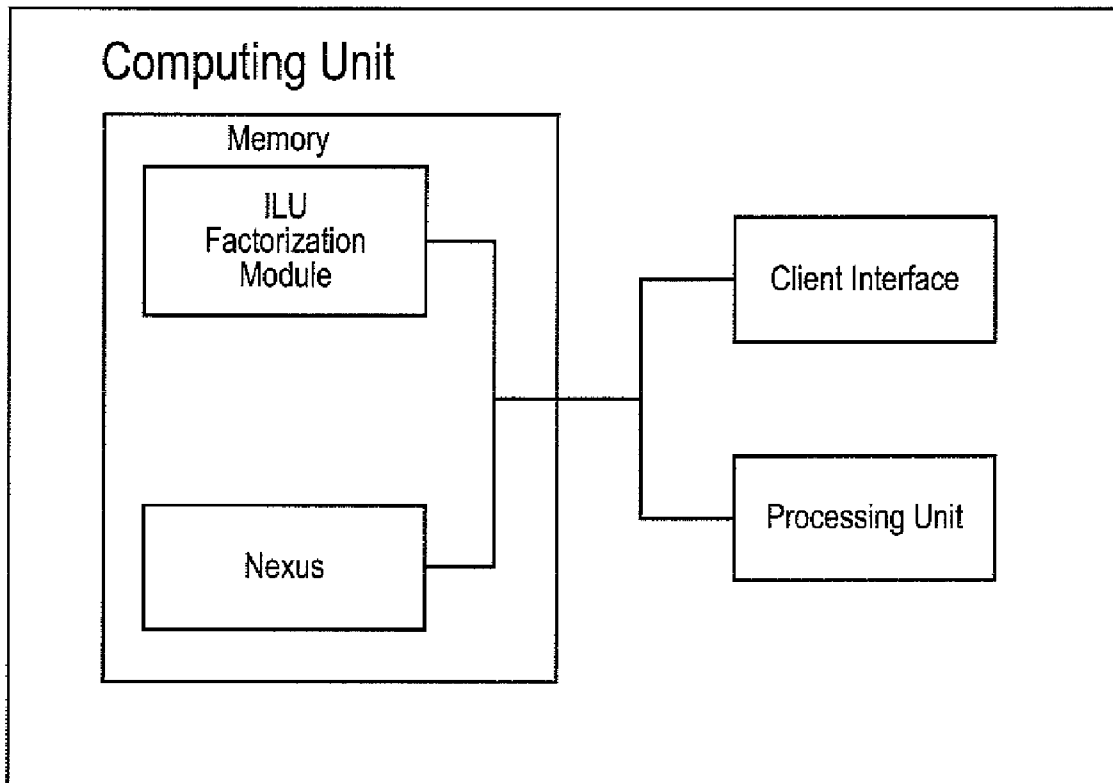 Computing Unit
Memory
ILU
Factorization
Module
Client Interface
Processing Unit
Nexus